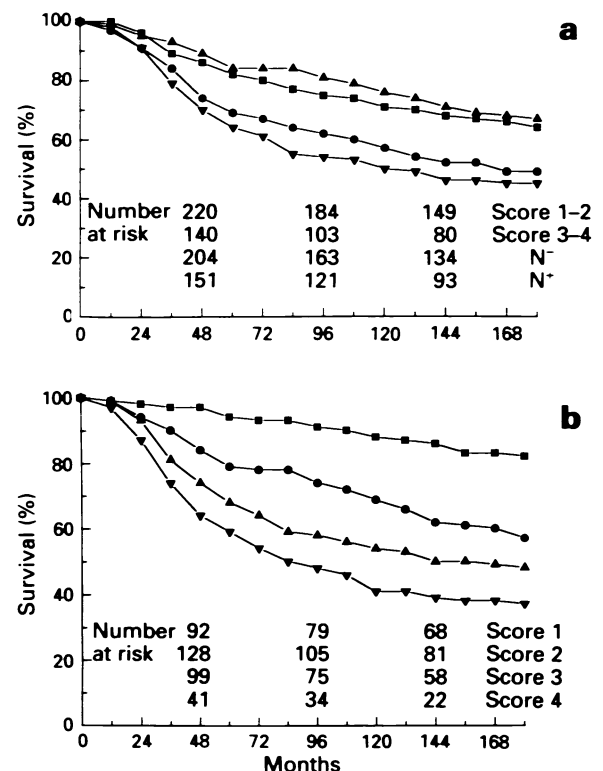 a
100
80
60
40
20
0
Survival (%)
Number 220 184 149 Score 1–2
at risk 140 103 80 Score 3–4
204 163 134 N⁻
151 121 93 N⁺
0 24 48 72 96 120 144 168
b
100
80
60
40
20
0
Survival (%)
Number 92 79 68 Score 1
at risk 128 105 81 Score 2
99 75 58 Score 3
41 34 22 Score 4
0 24 48 72 96 120 144 168
Months